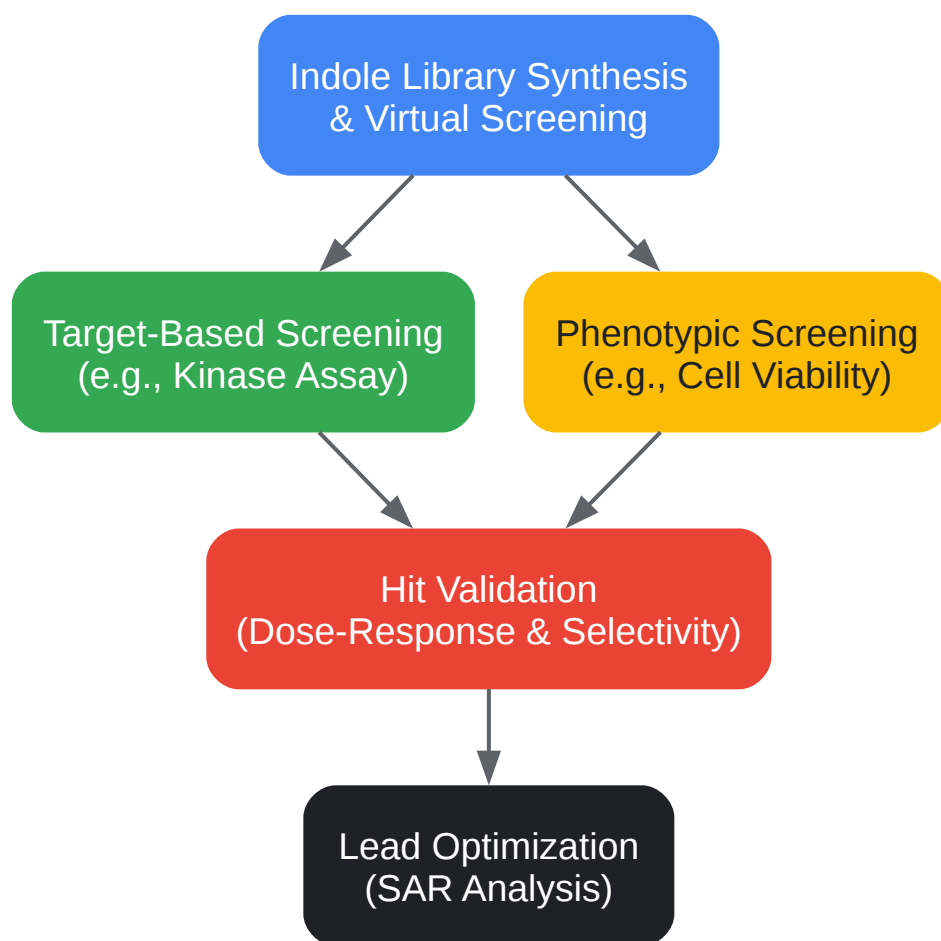 Indole Library Synthesis
& Virtual Screening
Target-Based Screening
(e.g., Kinase Assay)
Phenotypic Screening
(e.g., Cell Viability)
Hit Validation
(Dose-Response & Selectivity)
Lead Optimization
(SAR Analysis)